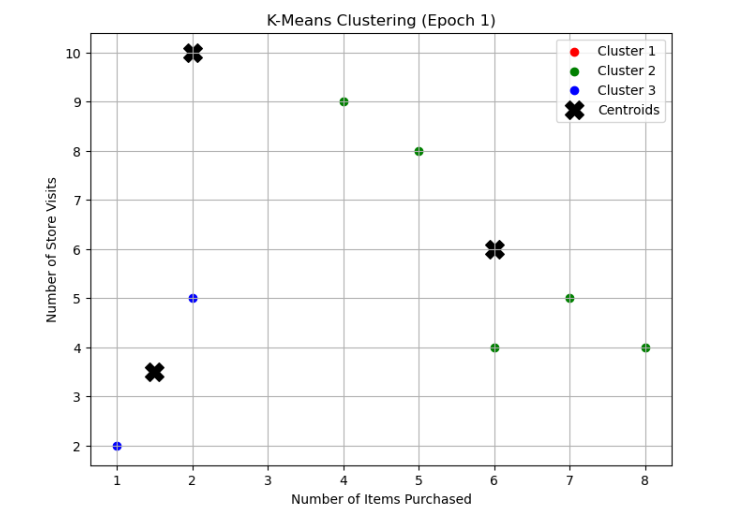 K-Means Clustering (Epoch 1)
Cluster 1
Cluster 2
Cluster 3
Centroids
10
9
8
7
6
5
4
3
2
Number of Store Visits
1 2 3 4 5 6 7 8
Number of Items Purchased